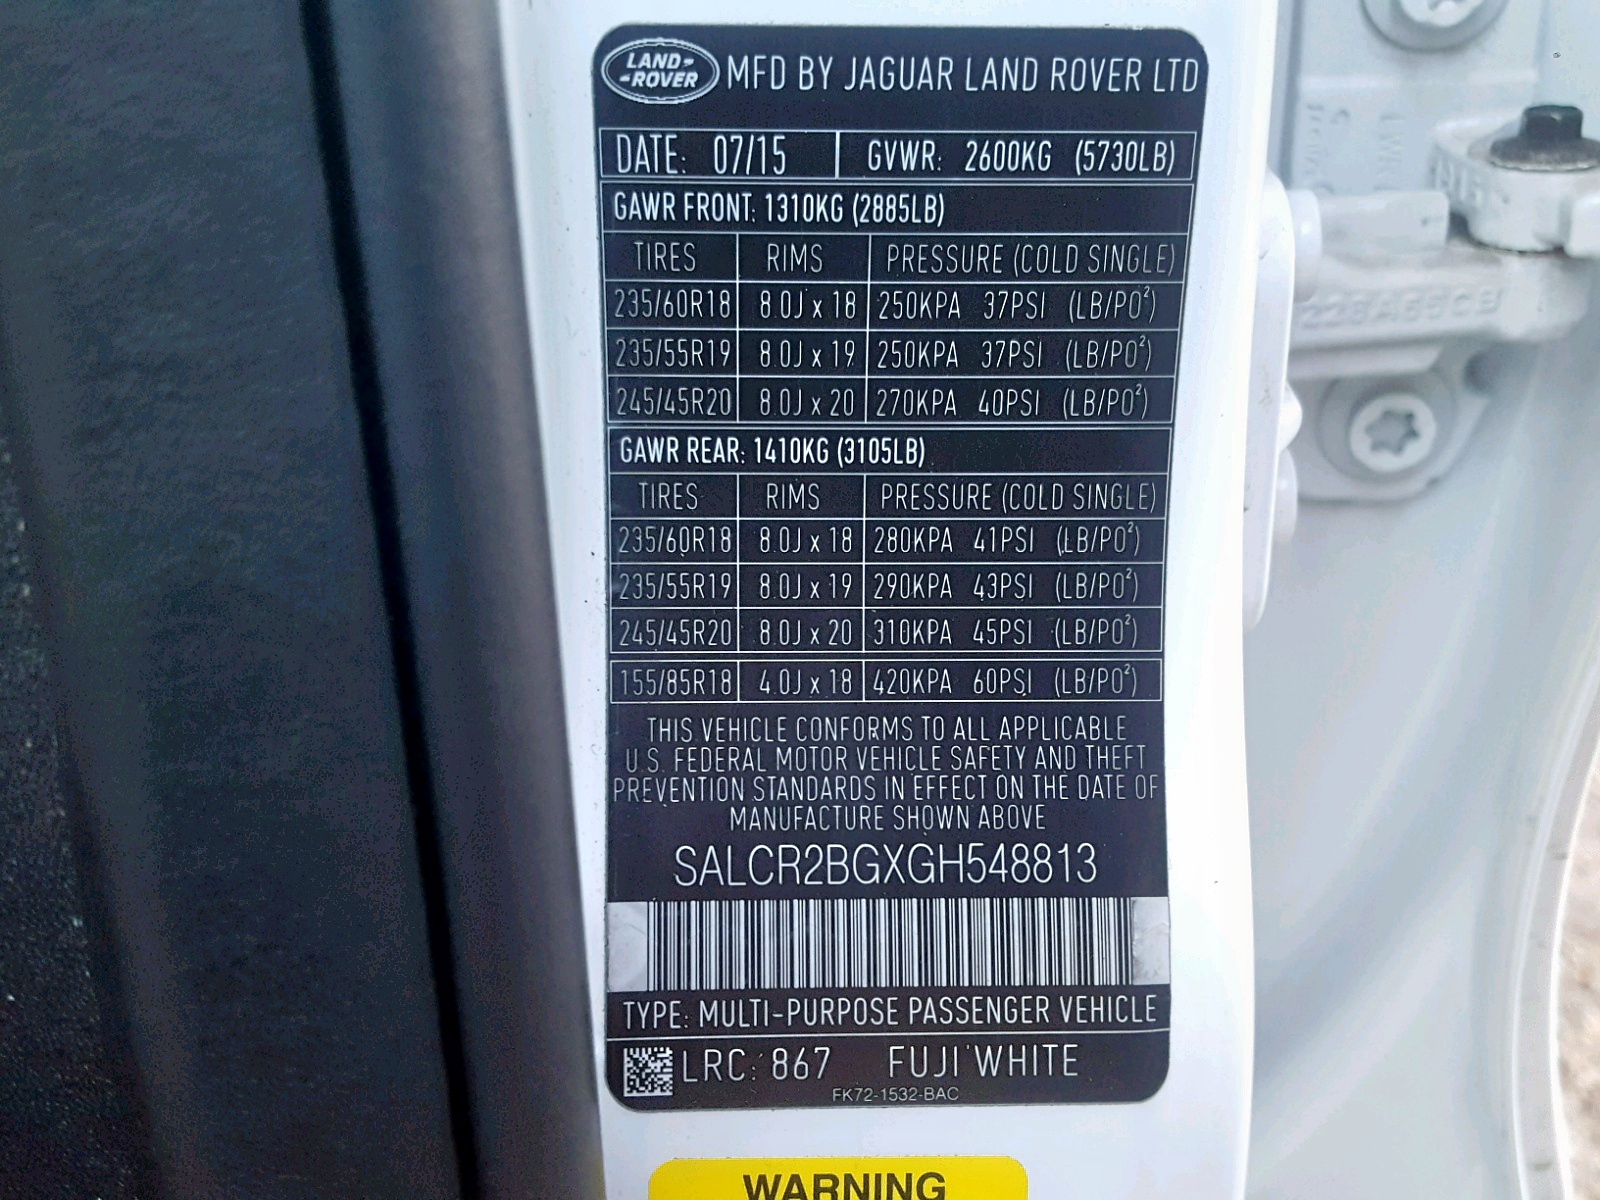 LAND ROVER MFD BY JAGUAR LAND ROVER LTD
DATE: 07/15 GVWR: 2600KG (5730LB)
GAWR FRONT: 1310KG (2885LB)
TIRES RIMS PRESSURE (COLD SINGLE)
235/60R18 8.0J x 18 250KPA 37PSI (LB/PO²)
235/55R19 8.0J x 19 250KPA 37PSI (LB/PO²)
245/45R20 8.0J x 20 270KPA 40PSI (LB/PO²)
GAWR REAR: 1410KG (3105LB)
TIRES RIMS PRESSURE (COLD SINGLE)
235/60R18 8.0J x 18 280KPA 41PSI (LB/PO²)
235/55R19 8.0J x 19 290KPA 43PSI (LB/PO²)
245/45R20 8.0J x 20 310KPA 45PSI (LB/PO²)
155/85R18 4.0J x 18 420KPA 60PSI (LB/PO²)
THIS VEHICLE CONFORMS TO ALL APPLICABLE
U.S. FEDERAL MOTOR VEHICLE SAFETY AND THEFT
PREVENTION STANDARDS IN EFFECT ON THE DATE OF
MANUFACTURE SHOWN ABOVE
SALCR2BGXGH548813
TYPE: MULTI-PURPOSE PASSENGER VEHICLE
LRC: 867 FUJI WHITE
FK72-1532-BAC
WARNING